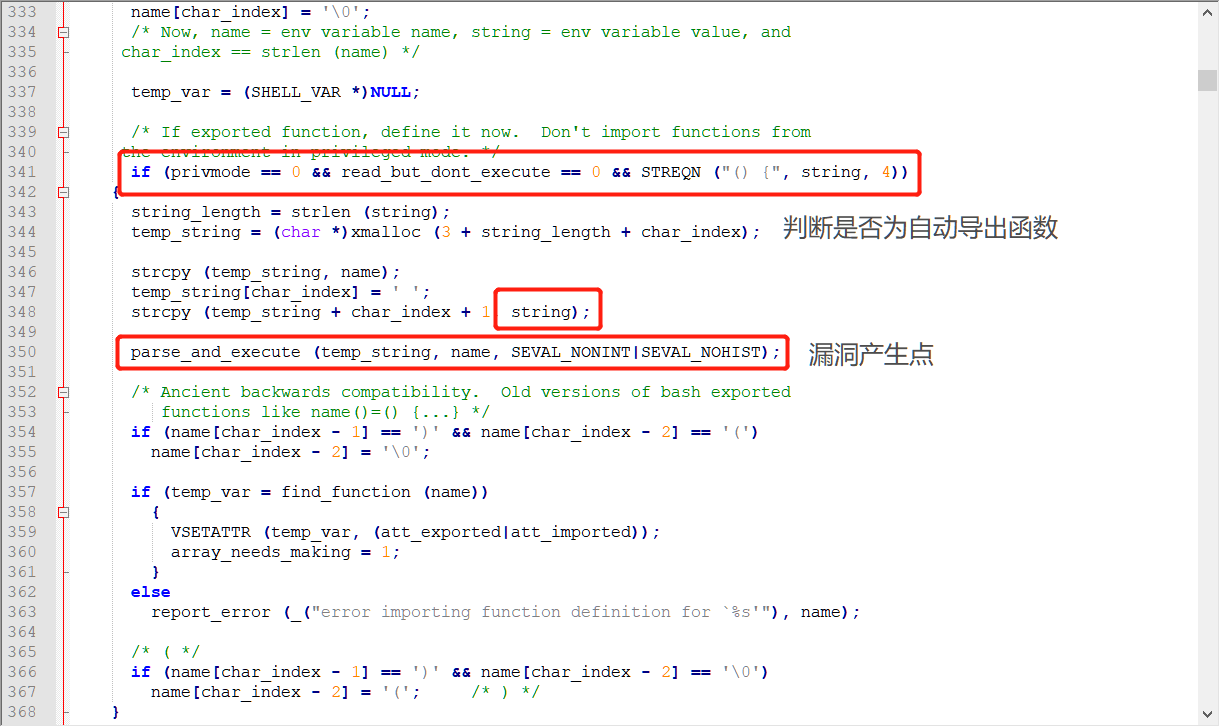 333 name[char_index] = '\0';
334 /* Now, name = env variable name, string = env variable value, and
335 char_index == strlen (name) */
336
337 temp_var = (SHELL_VAR *)NULL;
338
339 /* If exported function, define it now.  Don't import functions from
340 the environment in privileged mode. */
341 if (privmode == 0 && read_but_dont_execute == 0 && STREQN ("() {", string, 4))
342 {
343 string_length = strlen (string);
344 temp_string = (char *)xmalloc (3 + string_length + char_index);
判断是否为自动导出函数
345
346 strcpy (temp_string, name);
347 temp_string[char_index] = ' ';
348 strcpy (temp_string + char_index + 1 string);
349
350 parse_and_execute (temp_string, name, SEVAL_NONINT|SEVAL_NOHIST);
漏洞产生点
351
352 /* Ancient backwards compatibility.  Old versions of bash exported
353 functions like name()=() {...} */
354 if (name[char_index - 1] == ')' && name[char_index - 2] == '(')
355 name[char_index - 2] = '\0';
356
357 if (temp_var = find_function (name))
358 {
359 VSETATTR (temp_var, (att_exported|att_imported));
360 array_needs_making = 1;
361 }
362 else
363 report_error (_("error importing function definition for `%s'"), name);
364
365 /* ( */
366 if (name[char_index - 1] == ')' && name[char_index - 2] == '\0')
367 name[char_index - 2] = '(';     /* ) */
368 }